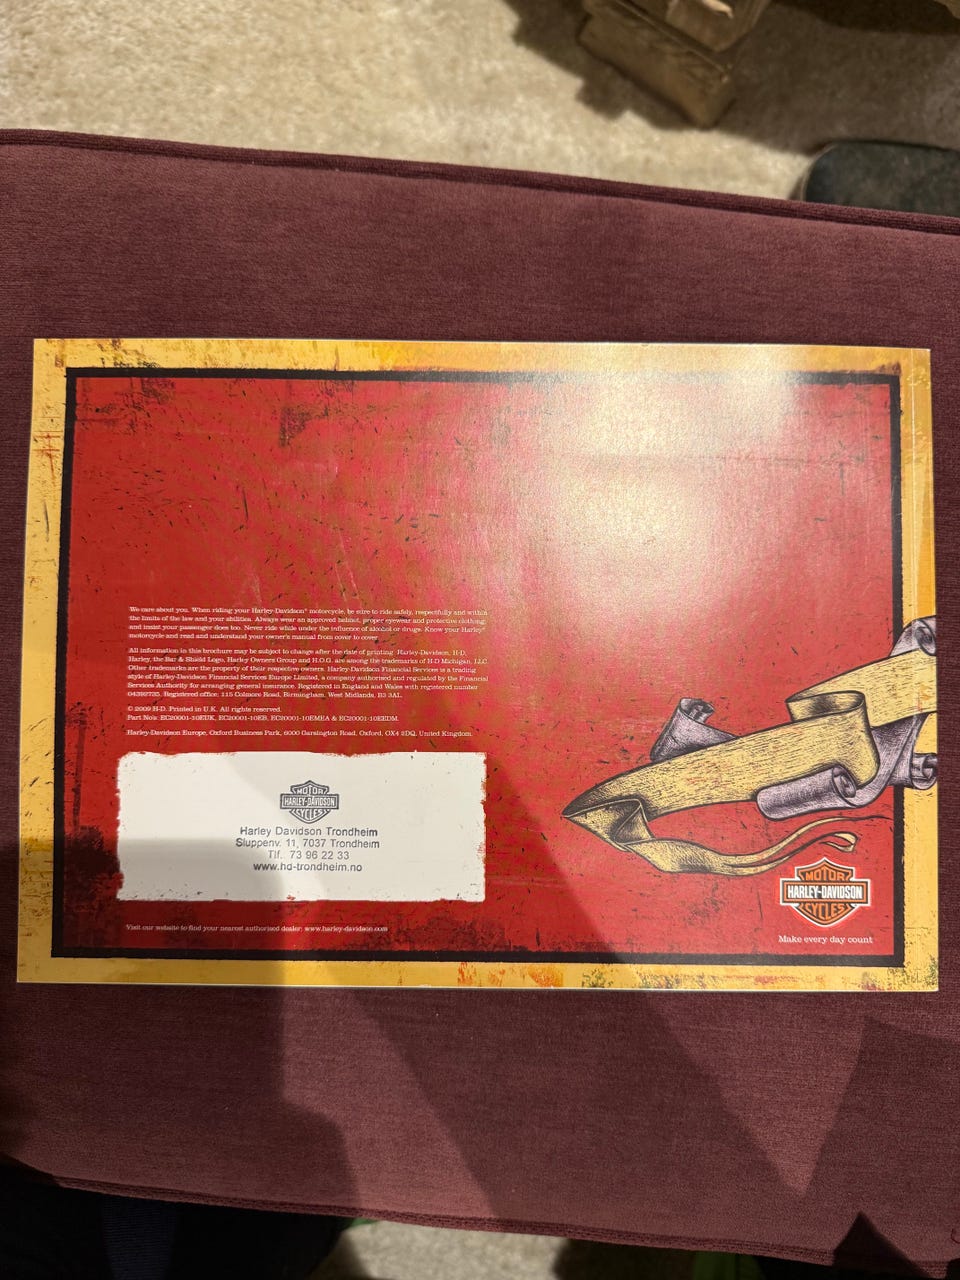 We care about you. When riding your Harley-Davidson® motorcycle, be sure to ride safely, respectfully and within
the limits of the law and your abilities. Always wear an approved helmet, proper eyewear and protective clothing
and insist your passenger does too. Never ride while under the influence of alcohol or drugs. Know your Harley®
motorcycle and read and understand your owner's manual from cover to cover.
All information in this brochure may be subject to change after the date of printing. Harley-Davidson, H-D,
Harley, the Bar & Shield Logo, Harley Owners Group and H.O.G. are among the trademarks of H-D Michigan, LLC.
Other trademarks are the property of their respective owners. Harley-Davidson Financial Services is a trading
style of Harley-Davidson Financial Services Europe Limited, a company authorised and regulated by the Financial
Services Authority for arranging general insurance. Registered in England and Wales with registered number
04392735. Registered office: 115 Colmore Road, Birmingham, West Midlands, B3 3AL.
© 2009 H-D. Printed in U.K. All rights reserved.
Part No's: EC20001-10EUK, EC20001-10EB, EC20001-10EMEA & EC20001-10EEDM.
Harley-Davidson Europe, Oxford Business Park, 6000 Garsington Road, Oxford, OX4 2DQ, United Kingdom.
MOTOR
HARLEY-DAVIDSON
CYCLES
Harley Davidson Trondheim
Sluppenv. 11, 7037 Trondheim
Tlf. 73 96 22 33
www.hd-trondheim.no
MOTOR
HARLEY-DAVIDSON
CYCLES
Visit our website to find your nearest authorised dealer: www.harley-davidson.com
Make every day count